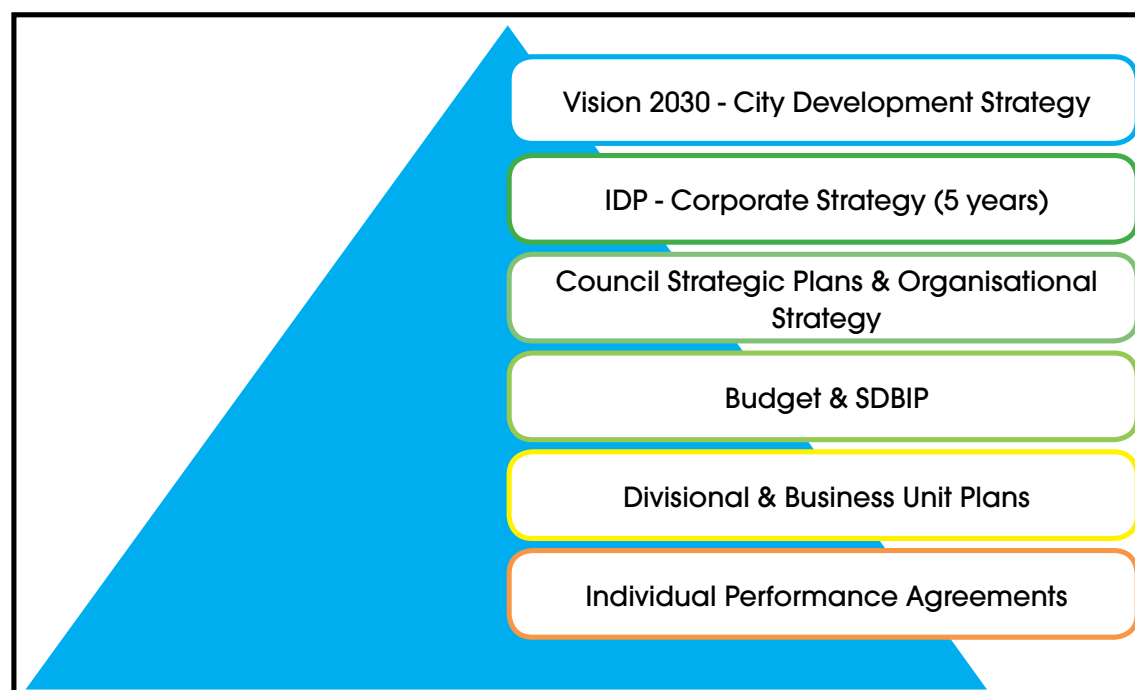 Vision 2030 - City Development Strategy
IDP - Corporate Strategy (5 years)
Council Strategic Plans & Organisational
Strategy
Budget & SDBIP
Divisional & Business Unit Plans
Individual Performance Agreements